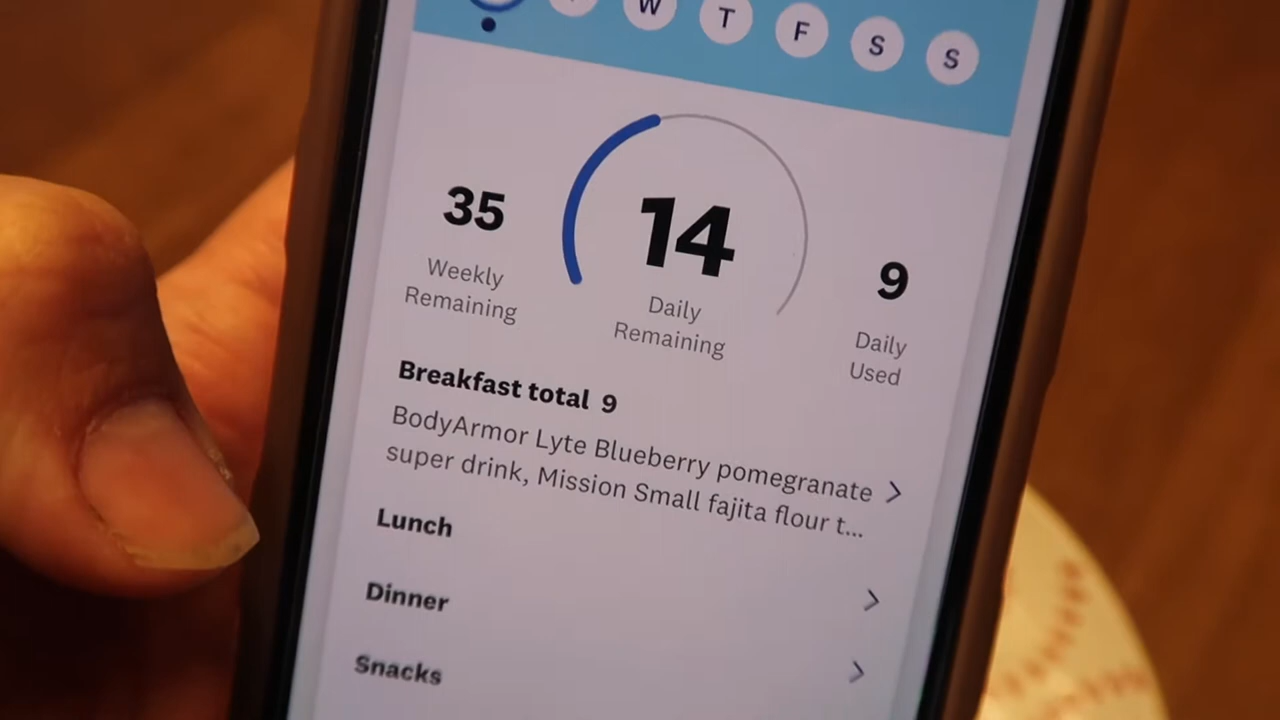 W T F S S
35
Weekly
Remaining
14
Daily
Remaining
9
Daily
Used
Breakfast total 9
BodyArmor Lyte Blueberry pomegranate
super drink, Mission Small fajita flour t...
Lunch
Dinner
Snacks